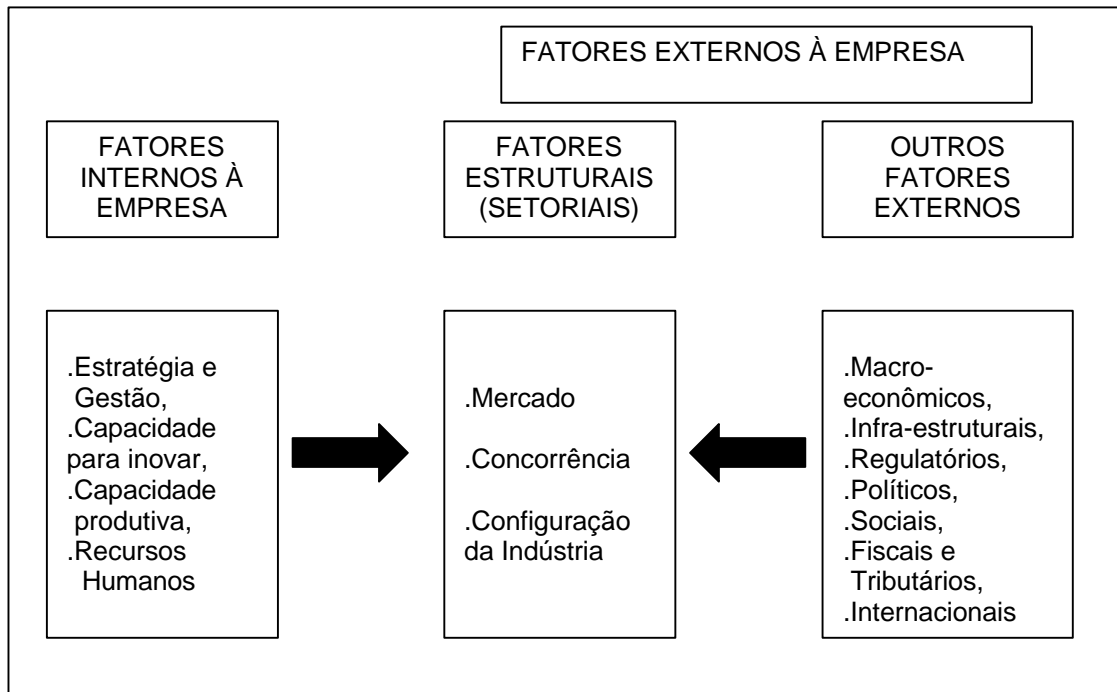 FATORES EXTERNOS À EMPRESA
FATORES
INTERNOS À
EMPRESA
FATORES
ESTRUTURAIS
(SETORIAIS)
OUTROS
FATORES
EXTERNOS
.Estratégia e
Gestão,
.Capacidade
para inovar,
.Capacidade
produtiva,
.Recursos
Humanos
.Mercado
.Concorrência
.Configuração
da Indústria
.Macro-
econômicos,
.Infra-estruturais,
.Regulatórios,
.Políticos,
.Sociais,
.Fiscais e
Tributários,
.Internacionais